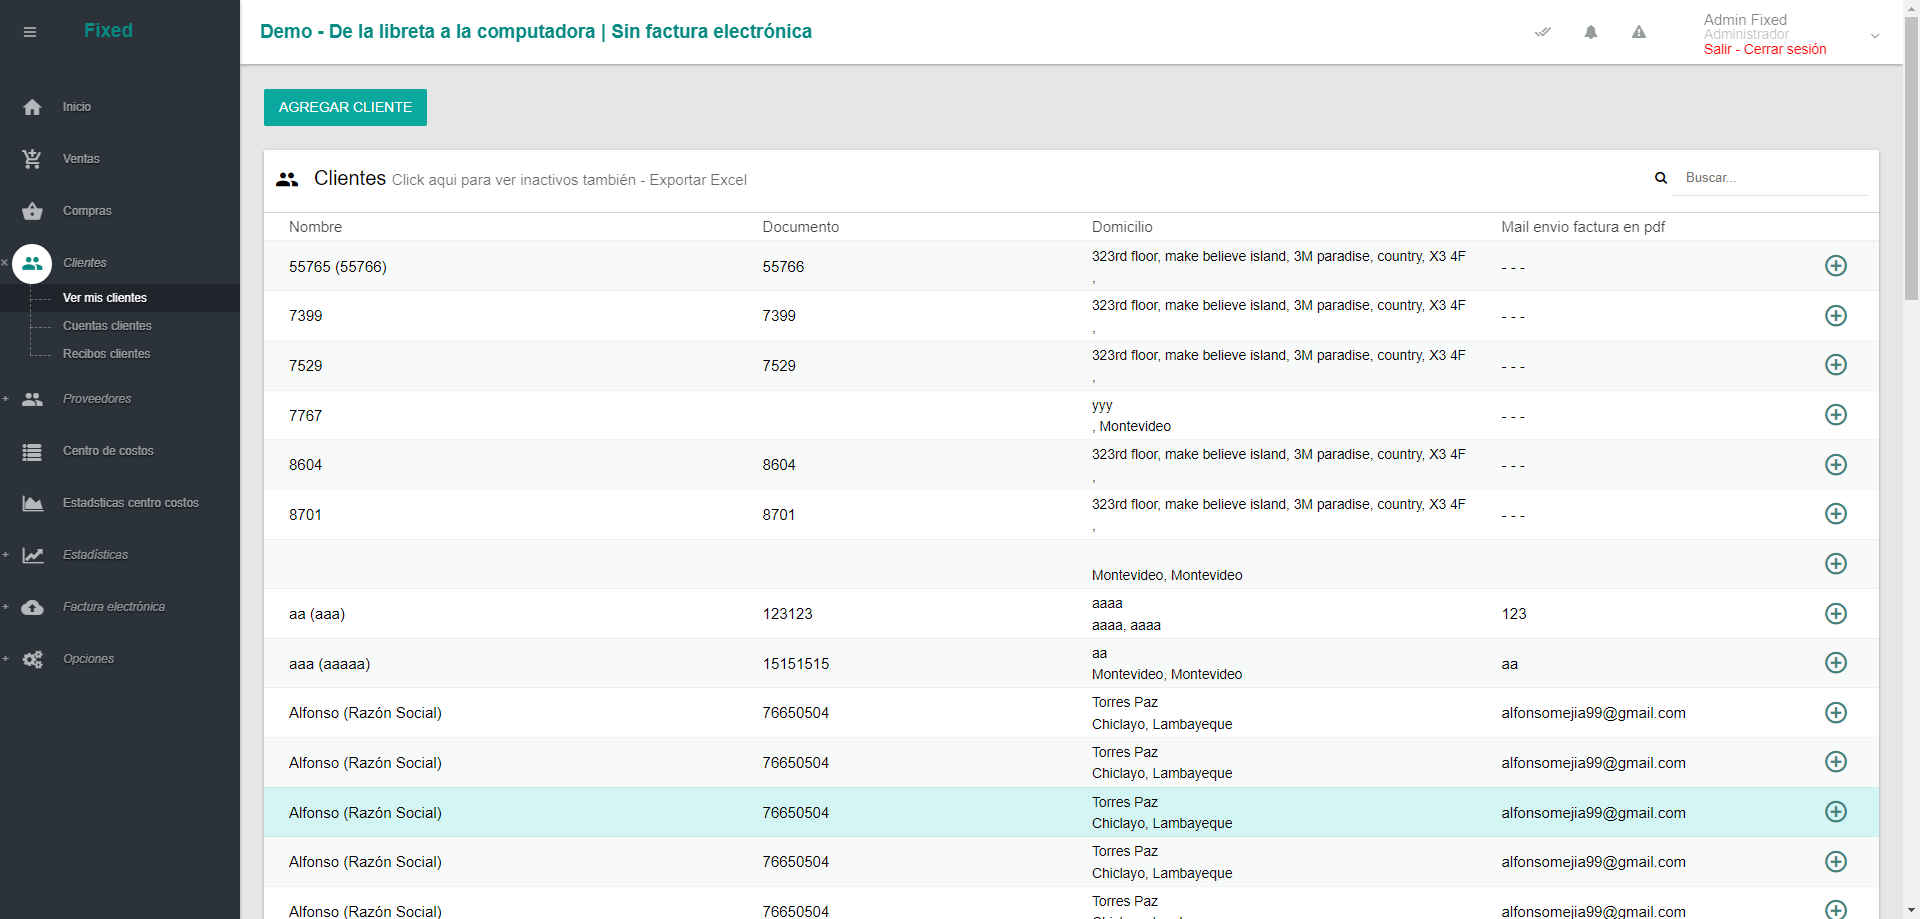 Fixed
Demo - De la libreta a la computadora | Sin factura electrónica
Admin Fixed
Administrador
Salir - Cerrar sesión
Inicio
Ventas
Compras
Clientes
Ver mis clientes
Cuentas clientes
Recibos clientes
Proveedores
Centro de costos
Estadsticas centro costos
Estadísticas
Factura electrónica
Opciones
AGREGAR CLIENTE
Clientes Click aqui para ver inactivos también - Exportar Excel
Buscar...
Nombre Documento Domicilio Mail envio factura en pdf
55765 (55766) 55766 323rd floor, make believe island, 3M paradise, country, X3 4F - - -
,
7399 7399 323rd floor, make believe island, 3M paradise, country, X3 4F - - -
,
7529 7529 323rd floor, make believe island, 3M paradise, country, X3 4F - - -
,
7767 yyy - - -
, Montevideo
8604 8604 323rd floor, make believe island, 3M paradise, country, X3 4F - - -
,
8701 8701 323rd floor, make believe island, 3M paradise, country, X3 4F - - -
,
Montevideo, Montevideo
aa (aaa) 123123 aaaa 123
aaaa, aaaa
aaa (aaaaa) 15151515 aa aa
Montevideo, Montevideo
Alfonso (Razón Social) 76650504 Torres Paz alfonsomejia99@gmail.com
Chiclayo, Lambayeque
Alfonso (Razón Social) 76650504 Torres Paz alfonsomejia99@gmail.com
Chiclayo, Lambayeque
Alfonso (Razón Social) 76650504 Torres Paz alfonsomejia99@gmail.com
Chiclayo, Lambayeque
Alfonso (Razón Social) 76650504 Torres Paz alfonsomejia99@gmail.com
Chiclayo, Lambayeque
Alfonso (Razón Social) 76650504 Torres Paz alfonsomejia99@gmail.com